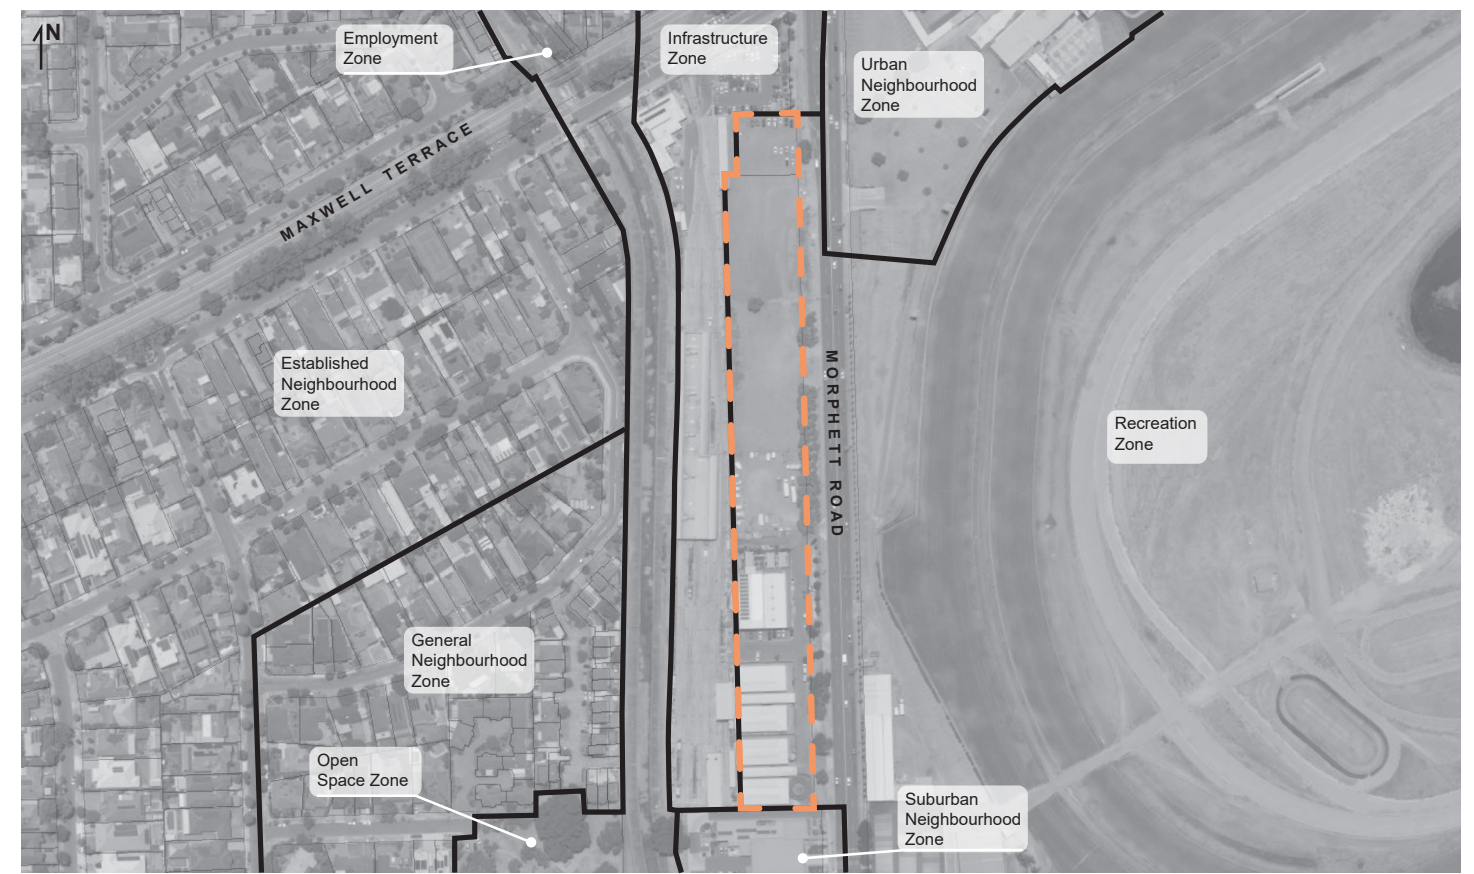 N
Employment
Zone
Infrastructure
Zone
Urban
Neighbourhood
Zone
MAXWELL TERRACE
Established
Neighbourhood
Zone
MORPHETT ROAD
Recreation
Zone
General
Neighbourhood
Zone
Open
Space Zone
Suburban
Neighbourhood
Zone